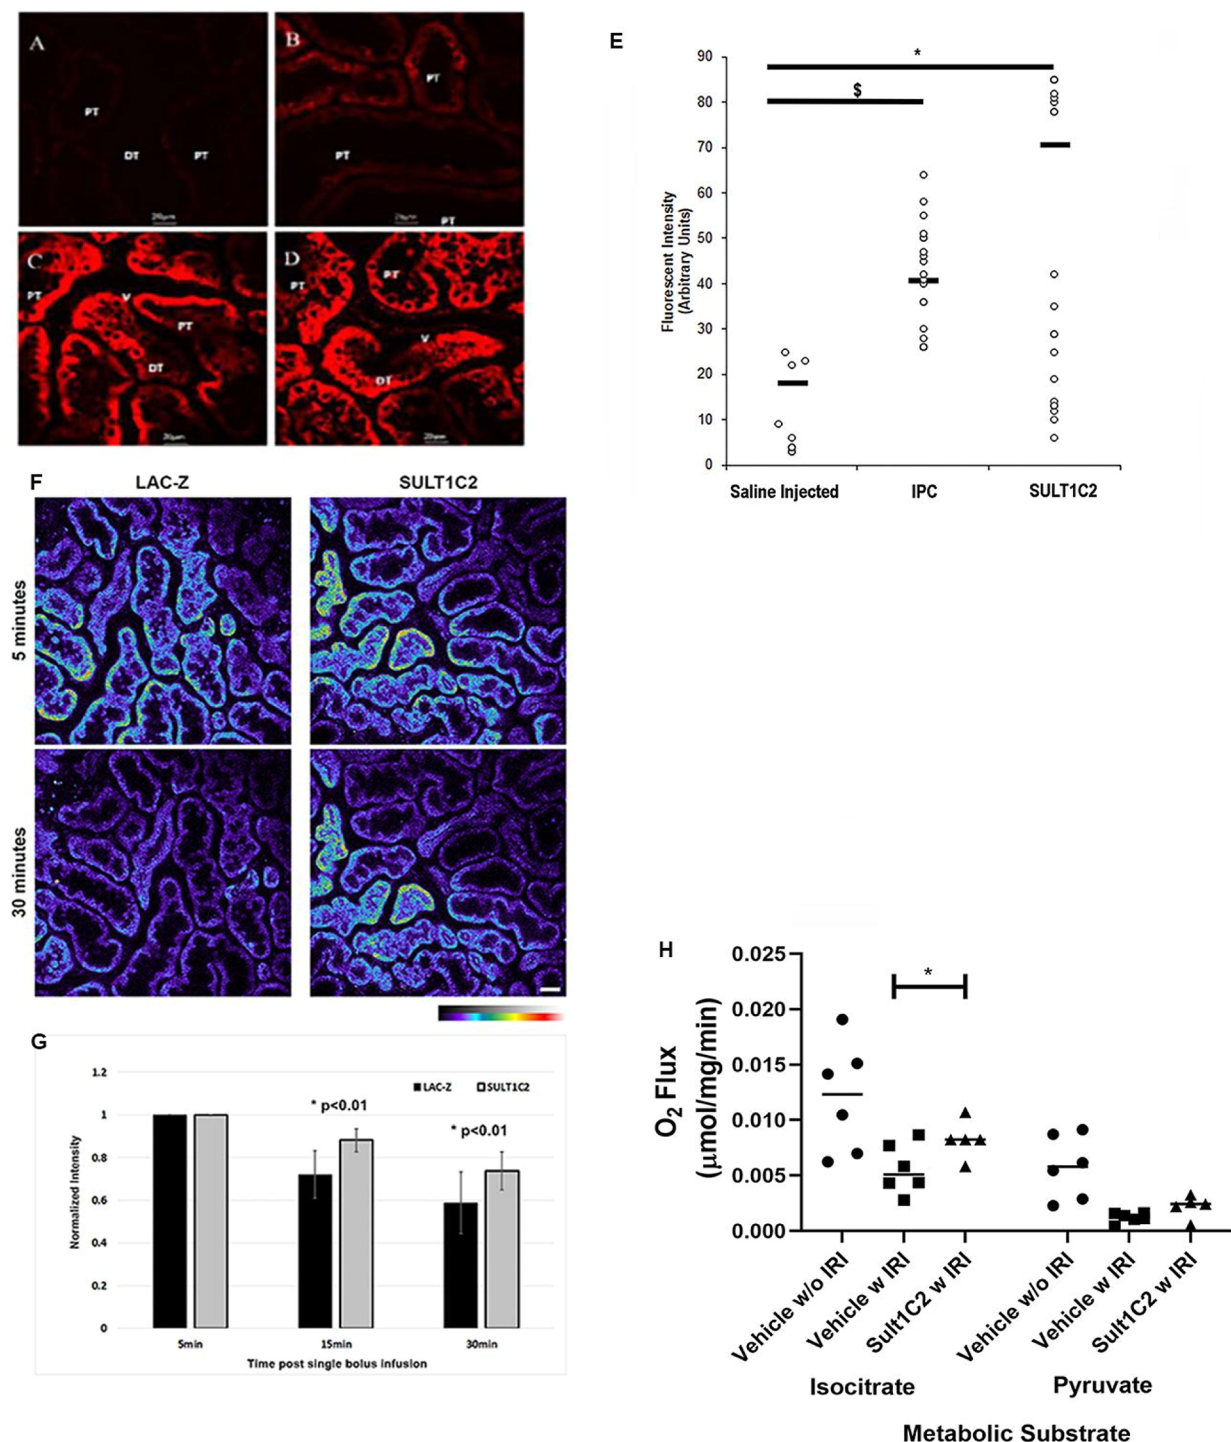 A
PT
DT
PT
20µm
B
PT
PT
20µm
PT
C
PT
V
PT
DT
20µm
D
PT
PT
V
DT
20µm
E
90
80
70
60
50
40
30
20
10
0
Fluorescent Intensity
(Arbitrary Units)
*
$
Saline Injected
IPC
SULT1C2
F
LAC-Z
SULT1C2
5 minutes
30 minutes
G
1.2
1
0.8
0.6
0.4
0.2
0
Normalized Intensity
LAC-Z
SULT1C2
* p<0.01
* p<0.01
5min
15min
30min
Time post single bolus infusion
H
0.025
0.020
0.015
0.010
0.005
0.000
O₂ Flux
(μmol/mg/min)
*
Vehicle w/o IRI
Vehicle w IRI
Sult1C2 w IRI
Vehicle w/o IRI
Vehicle w IRI
Sult1C2 w IRI
Isocitrate
Pyruvate
Metabolic Substrate